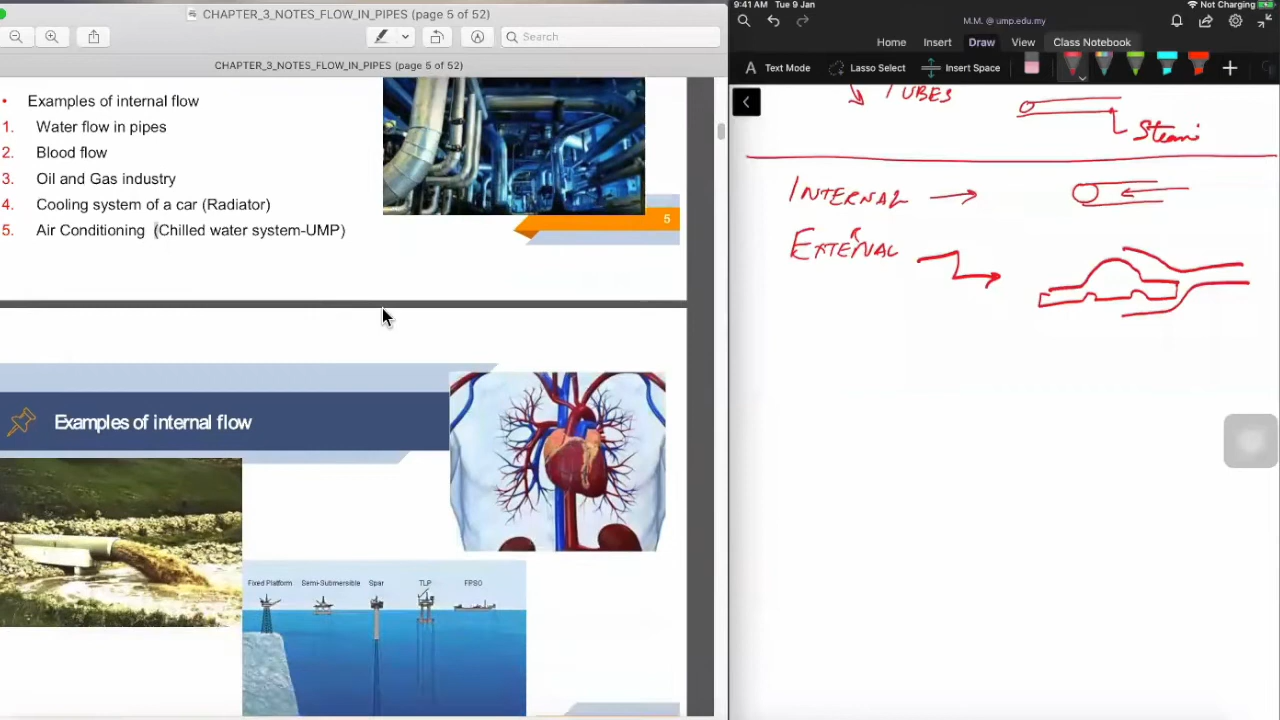 CHAPTER_3_NOTES_FLOW_IN_PIPES (page 5 of 52)
Search
CHAPTER_3_NOTES_FLOW_IN_PIPES (page 5 of 52)
• Examples of internal flow
1. Water flow in pipes
2. Blood flow
3. Oil and Gas industry
4. Cooling system of a car (Radiator)
5. Air Conditioning (Chilled water system-UMP)
5
Examples of internal flow
Fixed Platform Semi-Submersible Spar TLP FPSO
9:41 AM Tue 9 Jan
Not Charging
M.M. @ ump.edu.my
Home Insert Draw View Class Notebook
A Text Mode Lasso Select Insert Space
TUBES
Steam
INTERNAL
EXTERNAL